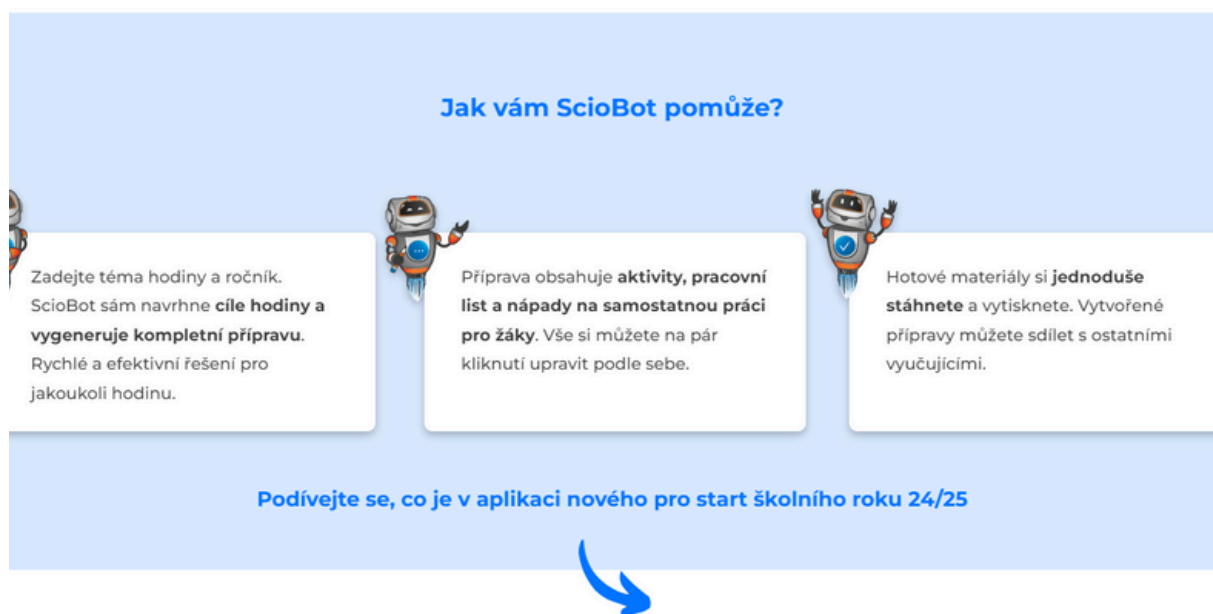 Jak vám ScioBot pomůže?
Zadejte téma hodiny a ročník.
ScioBot sám navrhne cíle hodiny a
vygeneruje kompletní přípravu.
Rychlé a efektivní řešení pro
jakoukoli hodinu.
Příprava obsahuje aktivity, pracovní
list a nápady na samostatnou práci
pro žáky. Vše si můžete na pár
kliknutí upravit podle sebe.
Hotové materiály si jednoduše
stáhnete a vytisknete. Vytvořené
přípravy můžete sdílet s ostatními
vyučujícími.
Podívejte se, co je v aplikaci nového pro start školního roku 24/25